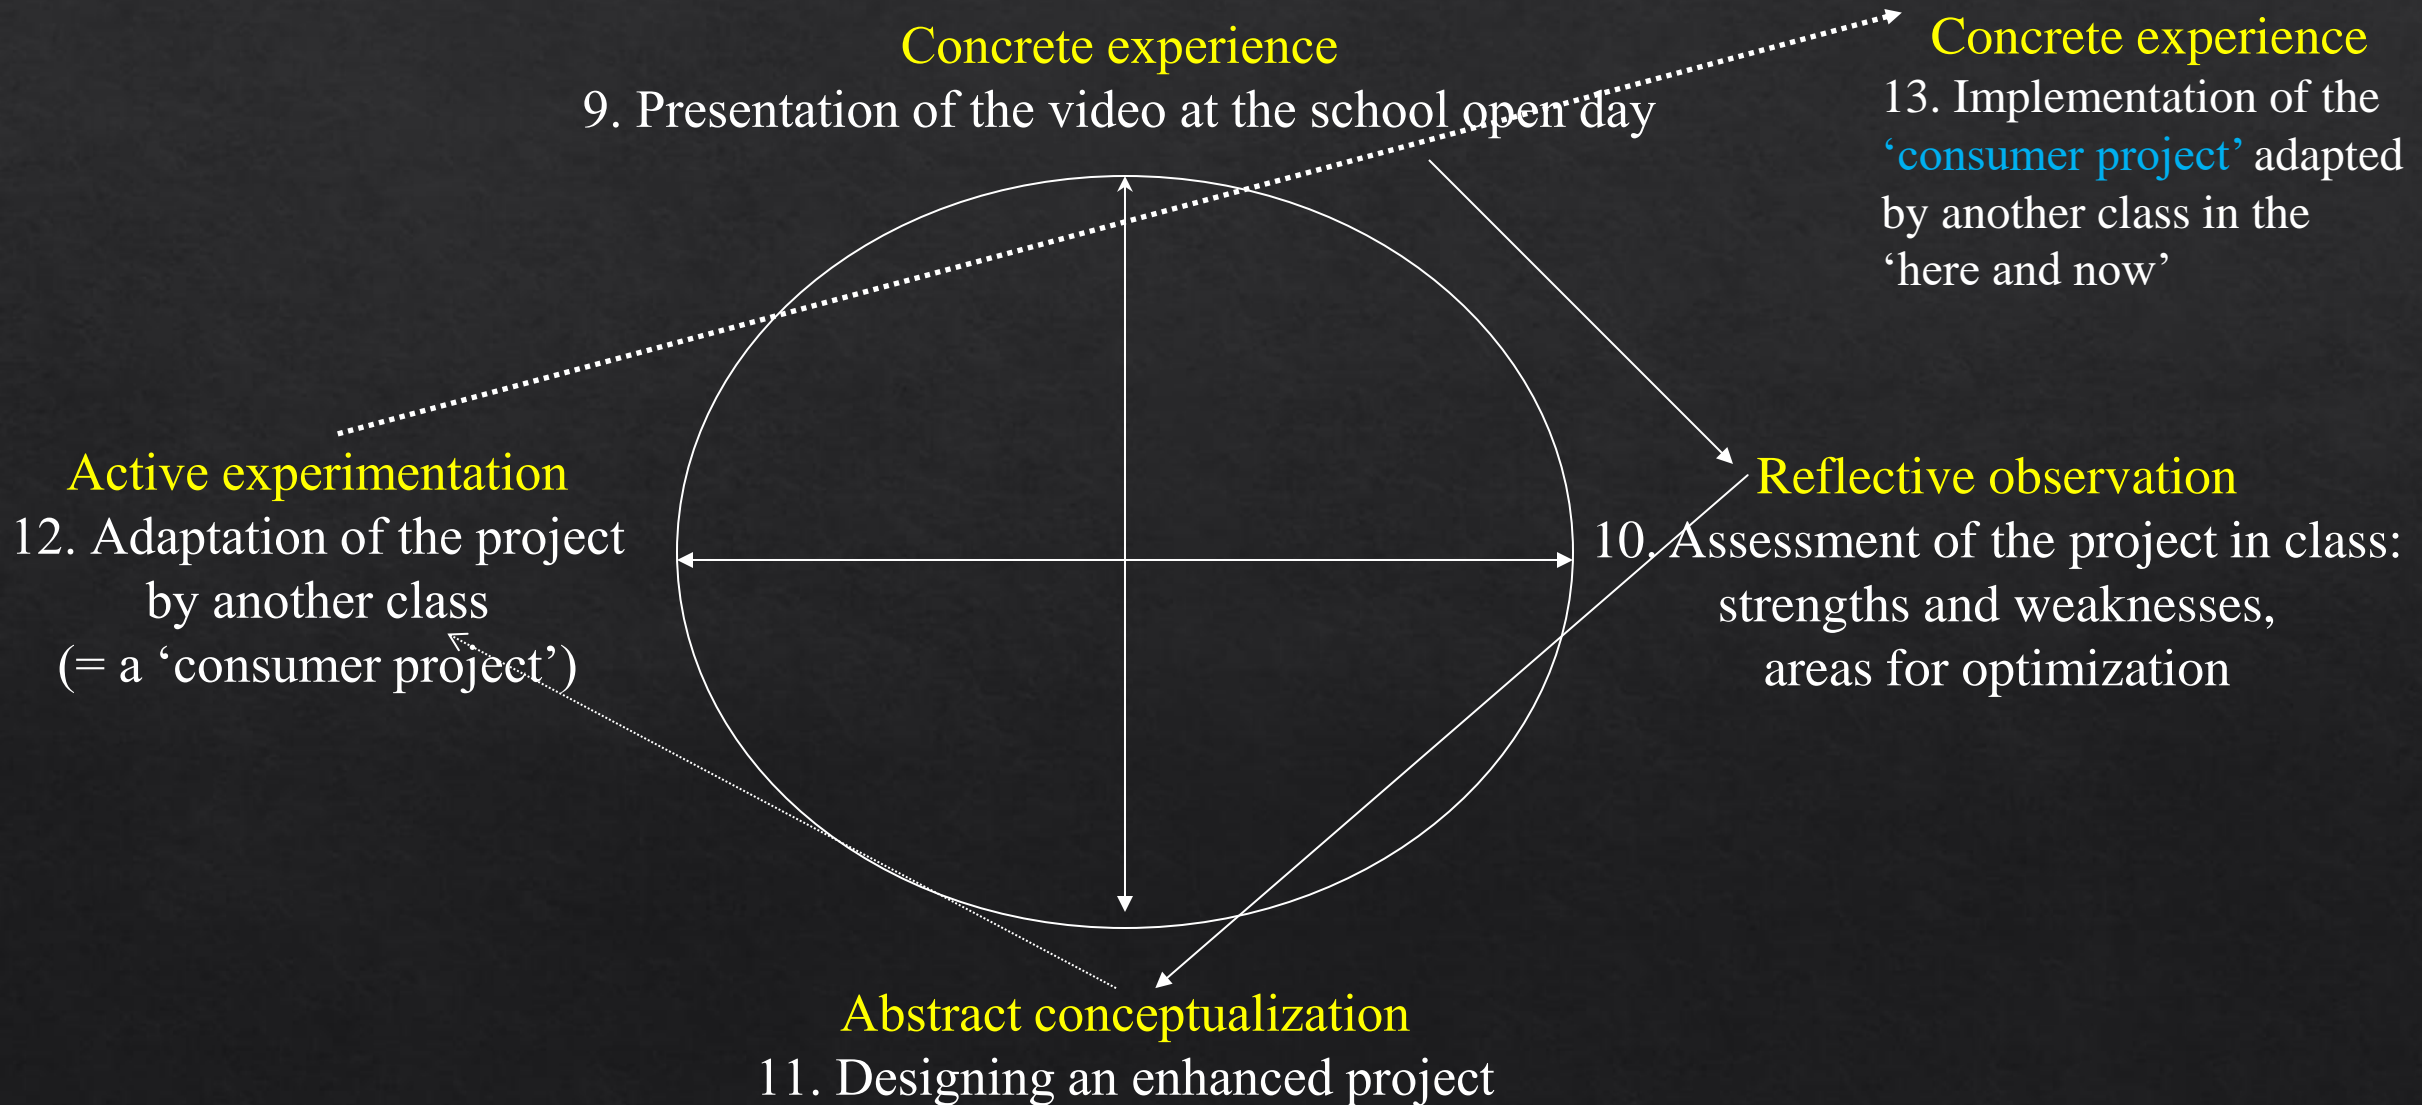 Concrete experience
9. Presentation of the video at the school open day
Concrete experience
13. Implementation of the
‘consumer project’ adapted
by another class in the
‘here and now’
Active experimentation
12. Adaptation of the project
by another class
(= a ‘consumer project’)
Reflective observation
10. Assessment of the project in class:
strengths and weaknesses,
areas for optimization
Abstract conceptualization
11. Designing an enhanced project